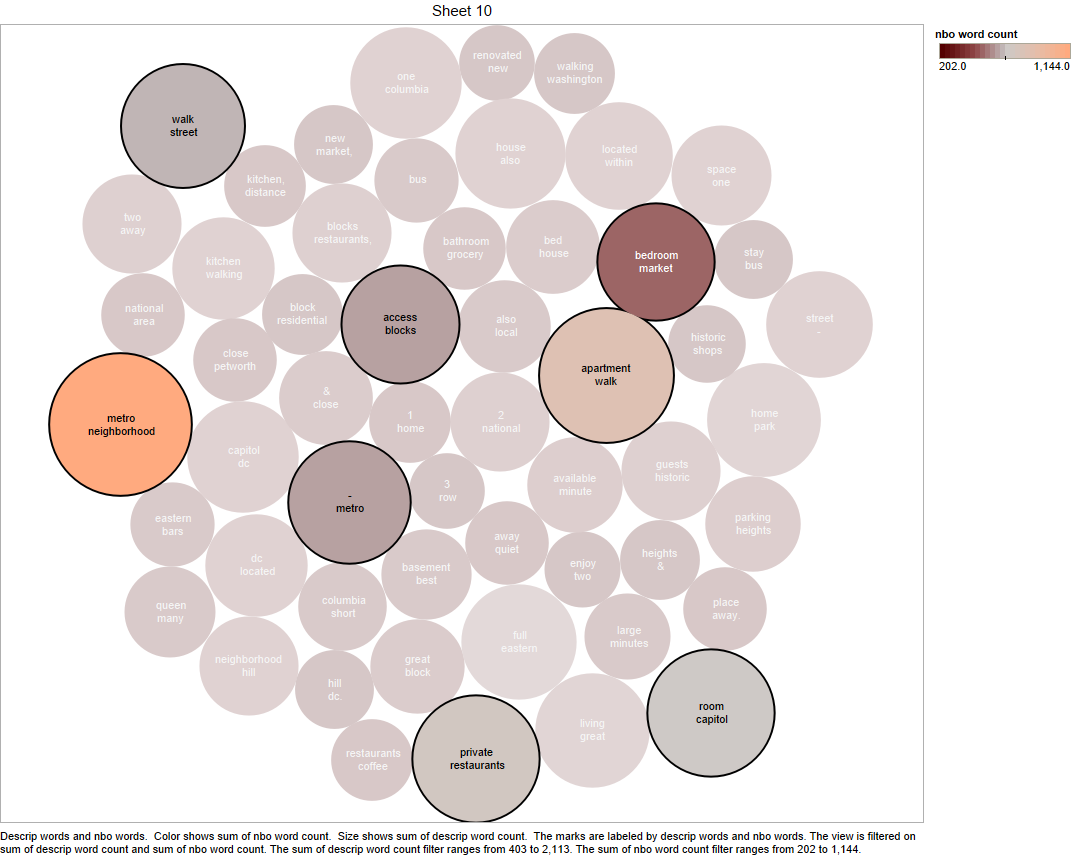 Sheet 10
nbo word count
202.0
1,144.0
one
columbia
renovated
new
walking
washington
walk
street
new
market,
house
also
located
within
space
one
kitchen,
distance
bus
two
away
blocks
restaurants,
bathroom
grocery
bed
house
bedroom
market
stay
bus
kitchen
walking
national
area
block
residential
access
blocks
also
local
street
-
historic
shops
close
petworth
apartment
walk
&
close
1
home
2
national
home
park
metro
neighborhood
capitol
dc
guests
historic
-
metro
3
row
available
minute
eastern
bars
parking
heights
away
quiet
dc
located
basement
best
enjoy
two
heights
&
queen
many
columbia
short
place
away,
full
eastern
large
minutes
neighborhood
hill
great
block
hill
dc.
room
capitol
living
great
restaurants
coffee
private
restaurants
Descrip words and nbo words.  Color shows sum of nbo word count.  Size shows sum of descrip word count.  The marks are labeled by descrip words and nbo words. The view is filtered on
sum of descrip word count and sum of nbo word count. The sum of descrip word count filter ranges from 403 to 2,113. The sum of nbo word count filter ranges from 202 to 1,144.